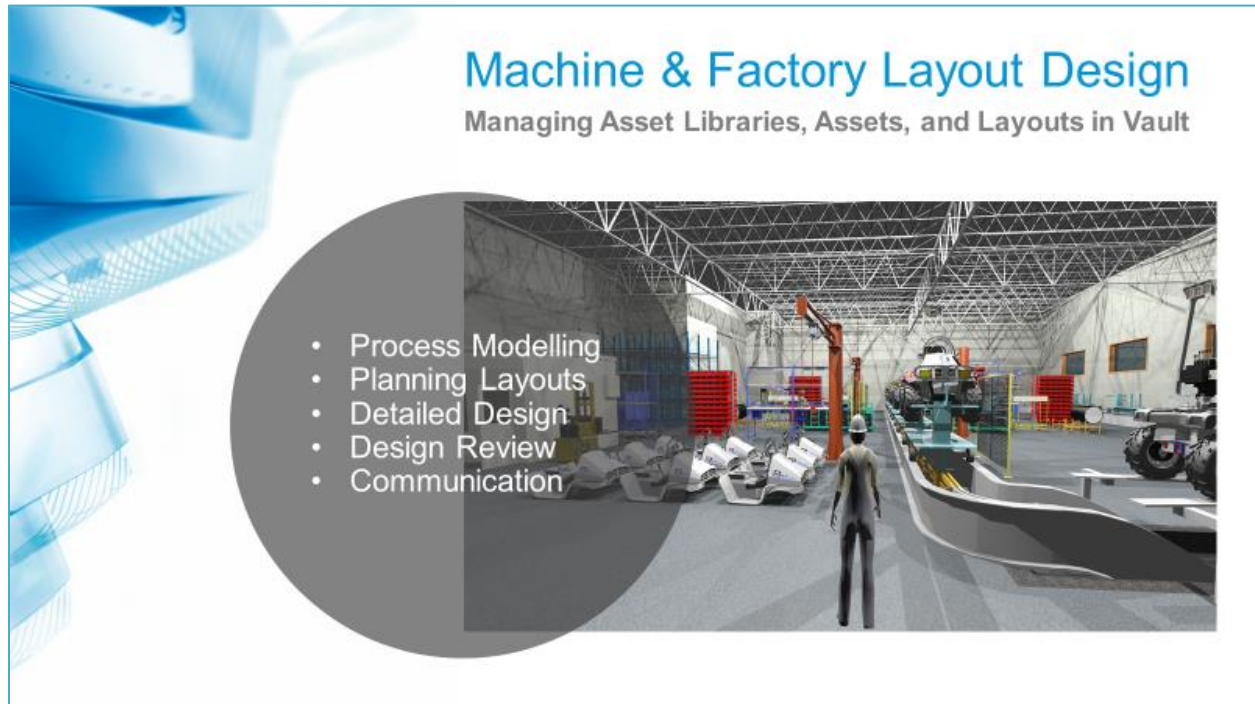 Machine & Factory Layout Design
Managing Asset Libraries, Assets, and Layouts in Vault
• Process Modelling
• Planning Layouts
• Detailed Design
• Design Review
• Communication